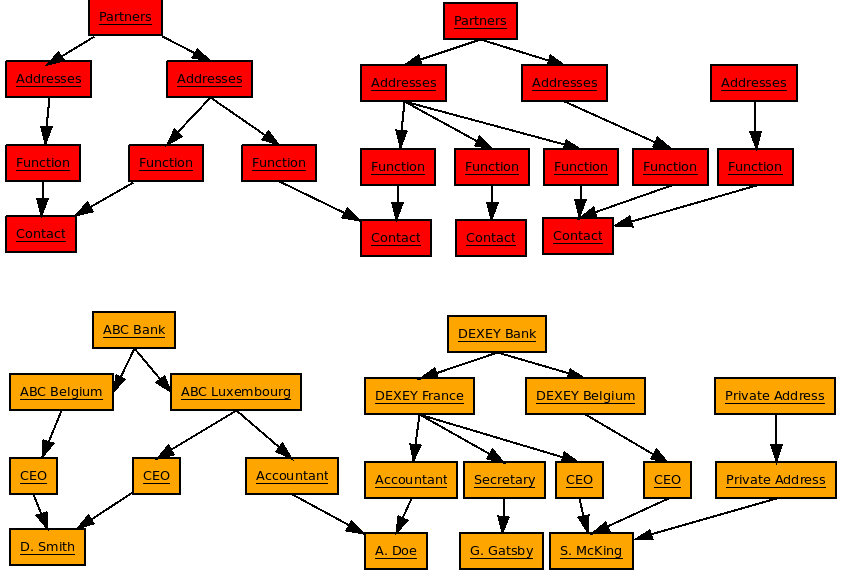 Partners
Partners
Addresses
Addresses
Addresses
Addresses
Addresses
Function
Function
Function
Function
Function
Function
Function
Function
Contact
Contact
Contact
Contact
ABC Bank
DEXEY Bank
ABC Belgium
ABC Luxembourg
DEXEY France
DEXEY Belgium
Private Address
CEO
CEO
Accountant
Accountant
Secretary
CEO
CEO
Private Address
D. Smith
A. Doe
G. Gatsby
S. McKing